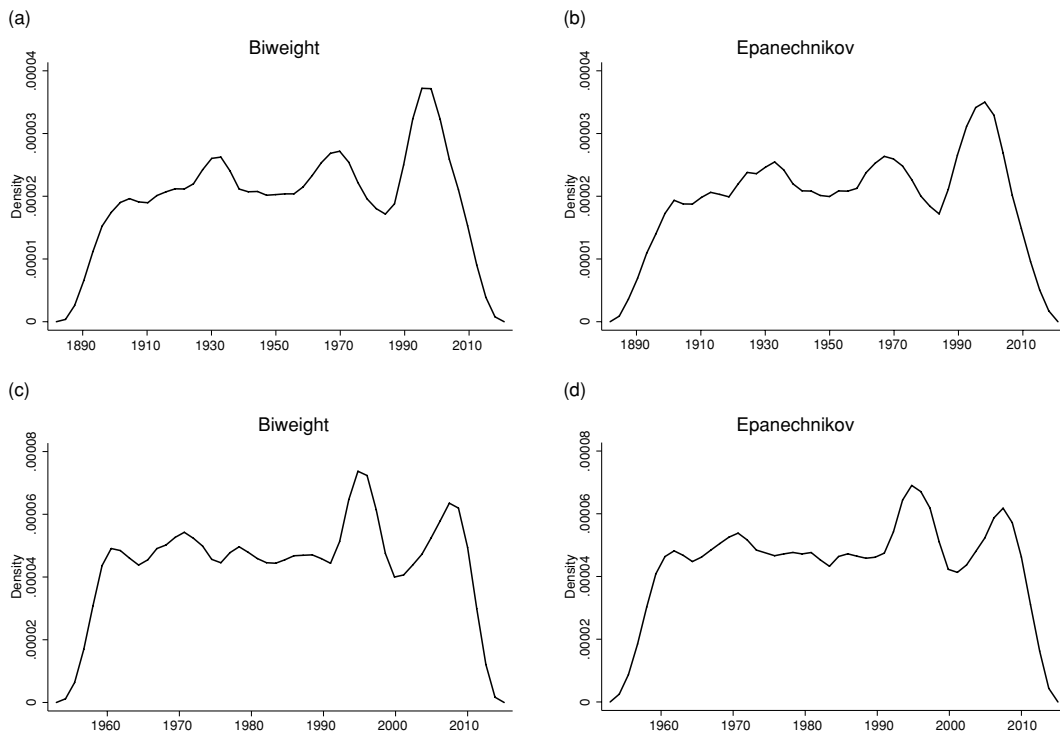 (a)
Biweight
Density
0 .00001 .00002 .00003 .00004
1890 1910 1930 1950 1970 1990 2010
(b)
Epanechnikov
Density
0 .00001 .00002 .00003 .00004
1890 1910 1930 1950 1970 1990 2010
(c)
Biweight
Density
0 .00002 .00004 .00006 .00008
1960 1970 1980 1990 2000 2010
(d)
Epanechnikov
Density
0 .00002 .00004 .00006 .00008
1960 1970 1980 1990 2000 2010